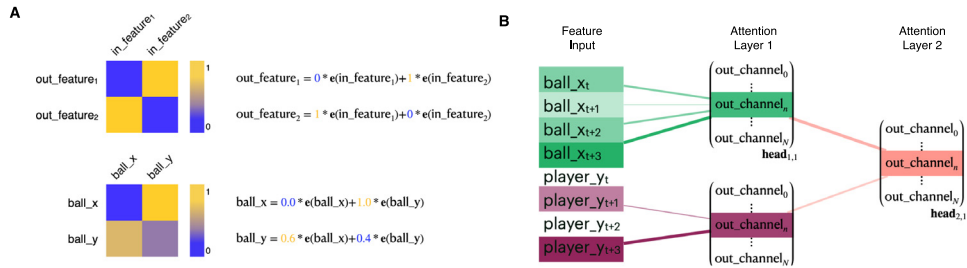 A
in_feature₁
in_feature₂
out_feature₁
out_feature₂
1
0
out_feature₁ = 0 * e(in_feature₁)+1 * e(in_feature₂)
out_feature₂ = 1 * e(in_feature₁)+0 * e(in_feature₂)
ball_x
ball_y
ball_x
ball_y
1
0
ball_x = 0.0 * e(ball_x)+1.0 * e(ball_y)
ball_y = 0.6 * e(ball_x)+0.4 * e(ball_y)
B
Feature
Input
Attention
Layer 1
Attention
Layer 2
ball_xₜ
ball_xₜ₊₁
ball_xₜ₊₂
ball_xₜ₊₃
player_yₜ
player_yₜ₊₁
player_yₜ₊₂
player_yₜ₊₃
out_channel₀
⋮
out_channelₙ
⋮
out_channel_N
head₁,₁
out_channel₀
⋮
out_channelₙ
⋮
out_channel_N
out_channel₀
⋮
out_channelₙ
⋮
out_channel_N
head₂,₁